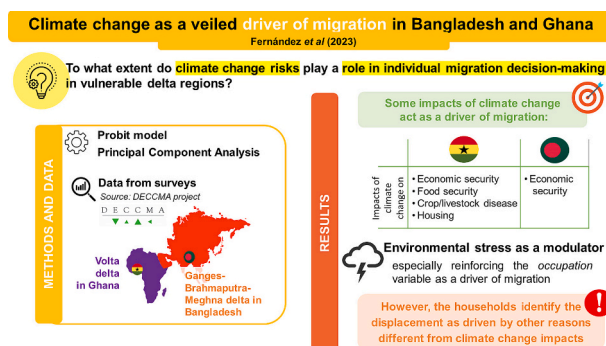 Climate change as a veiled driver of migration in Bangladesh and Ghana
Fernández et al (2023)
To what extent do climate change risks play a role in individual migration decision-making
in vulnerable delta regions?
METHODS AND DATA
Probit model
Principal Component Analysis
Data from surveys
Source: DECCMA project
DECCMA
Volta
delta
in Ghana
Ganges-
Brahmaputra-
Meghna delta in
Bangladesh
RESULTS
Some impacts of climate change
act as a driver of migration:
Impacts of
climate
change on
• Economic security
• Food security
• Crop/livestock disease
• Housing
• Economic
security
Environmental stress as a modulator
especially reinforcing the occupation
variable as a driver of migration
However, the households identify the
displacement as driven by other reasons
different from climate change impacts